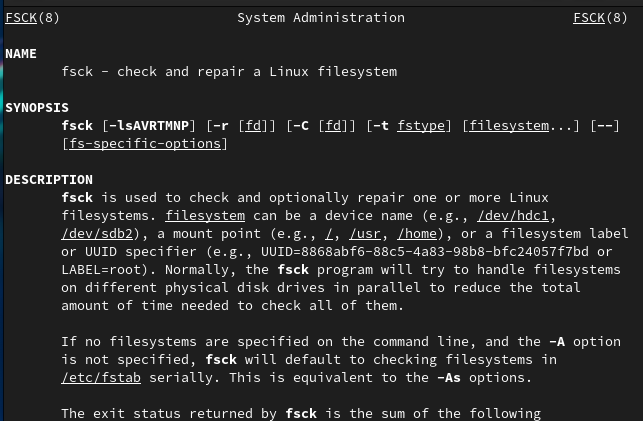 FSCK(8) System Administration FSCK(8)
NAME
fsck - check and repair a Linux filesystem
SYNOPSIS
fsck [-lsAVRTMNP] [-r [fd]] [-C [fd]] [-t fstype] [filesystem...] [--]
[fs-specific-options]
DESCRIPTION
fsck is used to check and optionally repair one or more Linux
filesystems. filesystem can be a device name (e.g., /dev/hdc1,
/dev/sdb2), a mount point (e.g., /, /usr, /home), or a filesystem label
or UUID specifier (e.g., UUID=8868abf6-88c5-4a83-98b8-bfc24057f7bd or
LABEL=root). Normally, the fsck program will try to handle filesystems
on different physical disk drives in parallel to reduce the total
amount of time needed to check all of them.
If no filesystems are specified on the command line, and the -A option
is not specified, fsck will default to checking filesystems in
/etc/fstab serially. This is equivalent to the -As options.
The exit status returned by fsck is the sum of the following